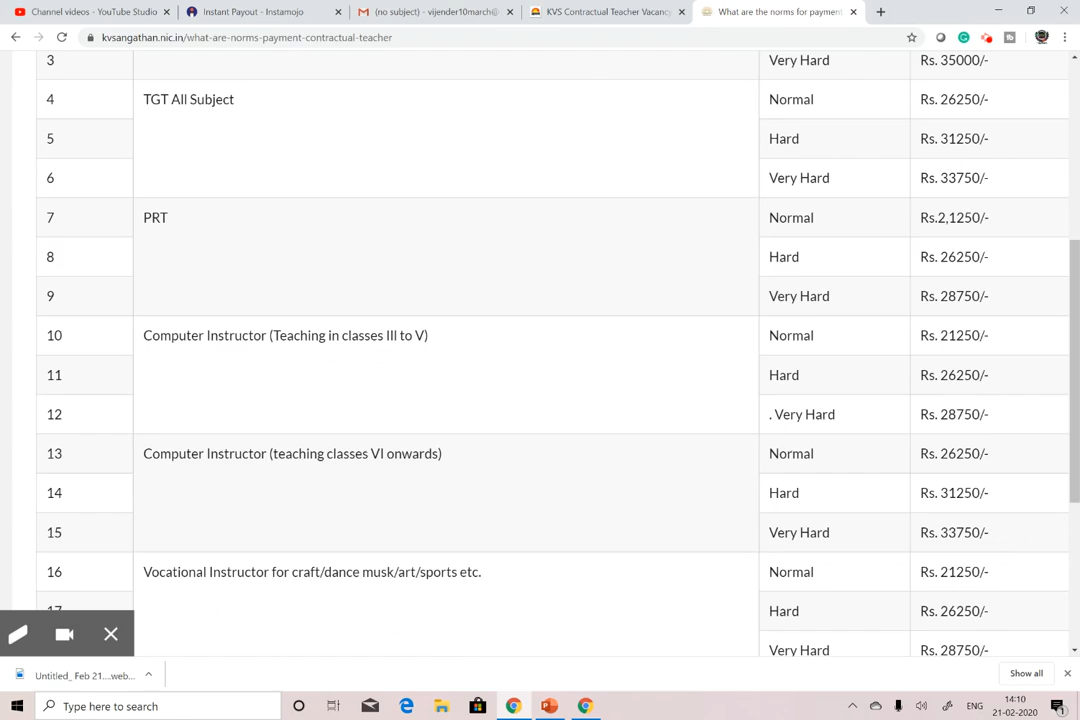 Channel videos - YouTube Studio
Instant Payout - Instamojo
(no subject) - vijender10march@
KVS Contractual Teacher Vacancy
What are the norms for payment
kvsangathan.nic.in/what-are-norms-payment-contractual-teacher
3 Very Hard Rs. 35000/-
4 TGT All Subject Normal Rs. 26250/-
5 Hard Rs. 31250/-
6 Very Hard Rs. 33750/-
7 PRT Normal Rs.2,1250/-
8 Hard Rs. 26250/-
9 Very Hard Rs. 28750/-
10 Computer Instructor (Teaching in classes III to V) Normal Rs. 21250/-
11 Hard Rs. 26250/-
12 . Very Hard Rs. 28750/-
13 Computer Instructor (teaching classes VI onwards) Normal Rs. 26250/-
14 Hard Rs. 31250/-
15 Very Hard Rs. 33750/-
16 Vocational Instructor for craft/dance musk/art/sports etc. Normal Rs. 21250/-
17 Hard Rs. 26250/-
Very Hard Rs. 28750/-
Untitled_ Feb 21....web...
Show all
Type here to search
ENG
14:10
21-02-2020